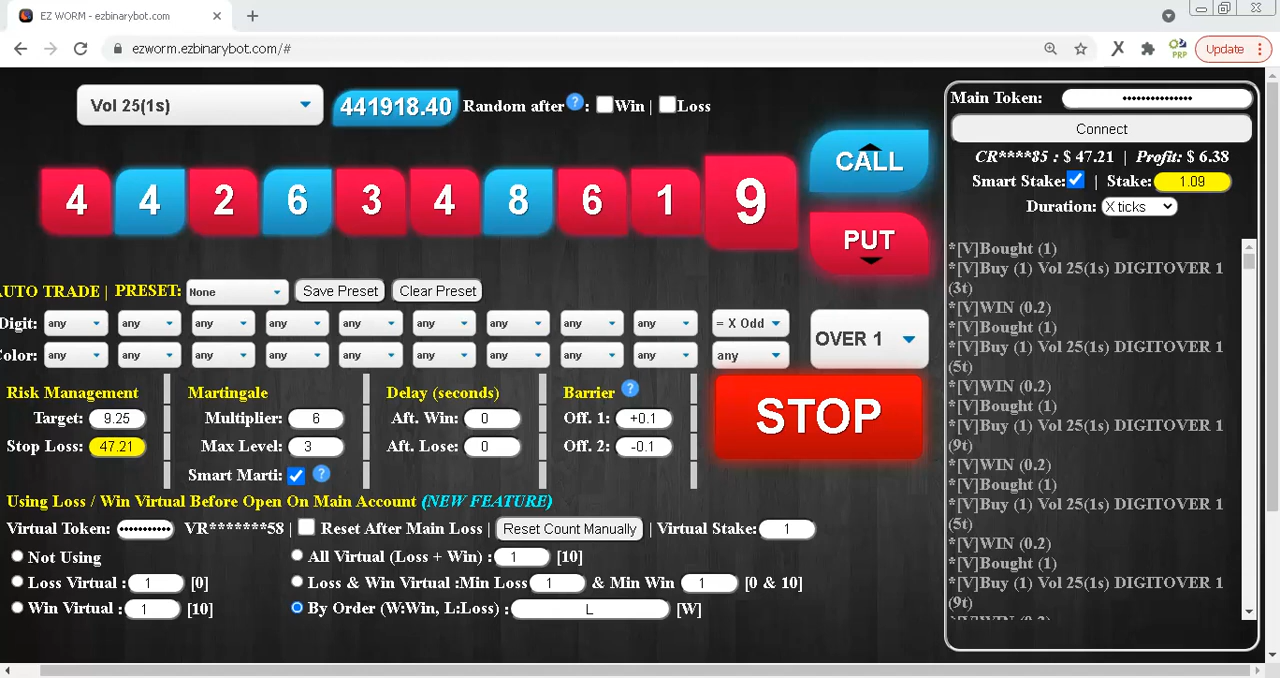 EZ WORM - ezbinarybot.com
ezworm.ezbinarybot.com/#
X
PRP
Update
Vol 25(1s)
441918.40
Random after ? : Win | Loss
4 4 2 6 3 4 8 6 1 9
CALL
PUT
AUTO TRADE | PRESET: None Save Preset Clear Preset
Digit: any any any any any any any any any = X Odd
Color: any any any any any any any any any any
OVER 1
STOP
Risk Management
Target: 9.25
Stop Loss: 47.21
Martingale
Multiplier: 6
Max Level: 3
Smart Marti: ?
Delay (seconds)
Aft. Win: 0
Aft. Lose: 0
Barrier ?
Off. 1: +0.1
Off. 2: -0.1
Using Loss / Win Virtual Before Open On Main Account (NEW FEATURE)
Virtual Token: ••••••••••• VR*******58 | Reset After Main Loss | Reset Count Manually | Virtual Stake: 1
Not Using
All Virtual (Loss + Win) : 1 [10]
Loss Virtual : 1 [0]
Loss & Win Virtual :Min Loss 1 & Min Win 1 [0 & 10]
Win Virtual : 1 [10]
By Order (W:Win, L:Loss) : L [W]
Main Token: •••••••••••••••
Connect
CR****85 : $ 47.21 | Profit: $ 6.38
Smart Stake: | Stake: 1.09
Duration: X ticks
*[V]Bought (1)
*[V]Buy (1) Vol 25(1s) DIGITOVER 1
(3t)
*[V]WIN (0.2)
*[V]Bought (1)
*[V]Buy (1) Vol 25(1s) DIGITOVER 1
(5t)
*[V]WIN (0.2)
*[V]Bought (1)
*[V]Buy (1) Vol 25(1s) DIGITOVER 1
(9t)
*[V]WIN (0.2)
*[V]Bought (1)
*[V]Buy (1) Vol 25(1s) DIGITOVER 1
(5t)
*[V]WIN (0.2)
*[V]Bought (1)
*[V]Buy (1) Vol 25(1s) DIGITOVER 1
(9t)
*[V]WIN (0.2)